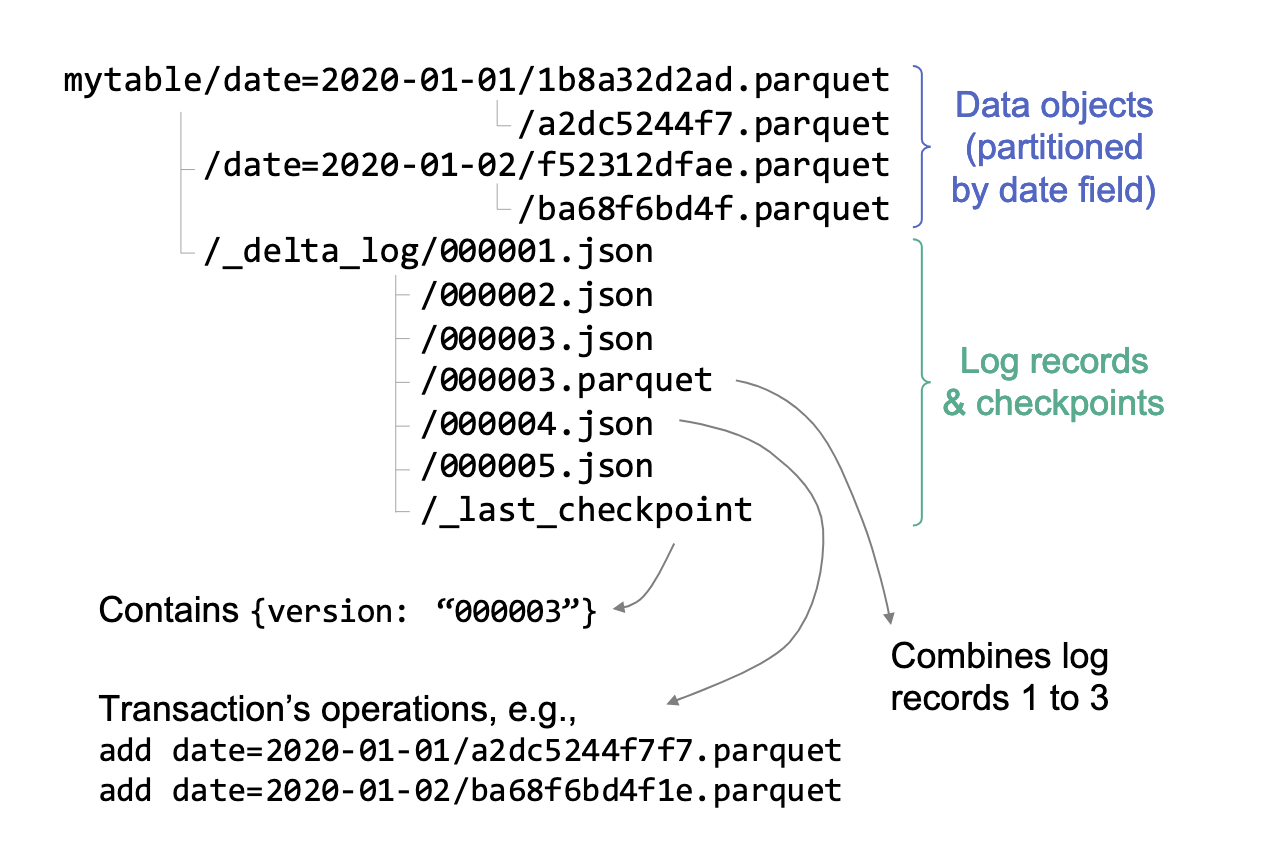 mytable/date=2020-01-01/1b8a32d2ad.parquet
/a2dc5244f7.parquet
/date=2020-01-02/f52312dfae.parquet
/ba68f6bd4f.parquet
/_delta_log/000001.json
/000002.json
/000003.json
/000003.parquet
/000004.json
/000005.json
/_last_checkpoint
Data objects
(partitioned
by date field)
Log records
& checkpoints
Contains {version: “000003”}
Combines log
records 1 to 3
Transaction’s operations, e.g.,
add date=2020-01-01/a2dc5244f7f7.parquet
add date=2020-01-02/ba68f6bd4f1e.parquet